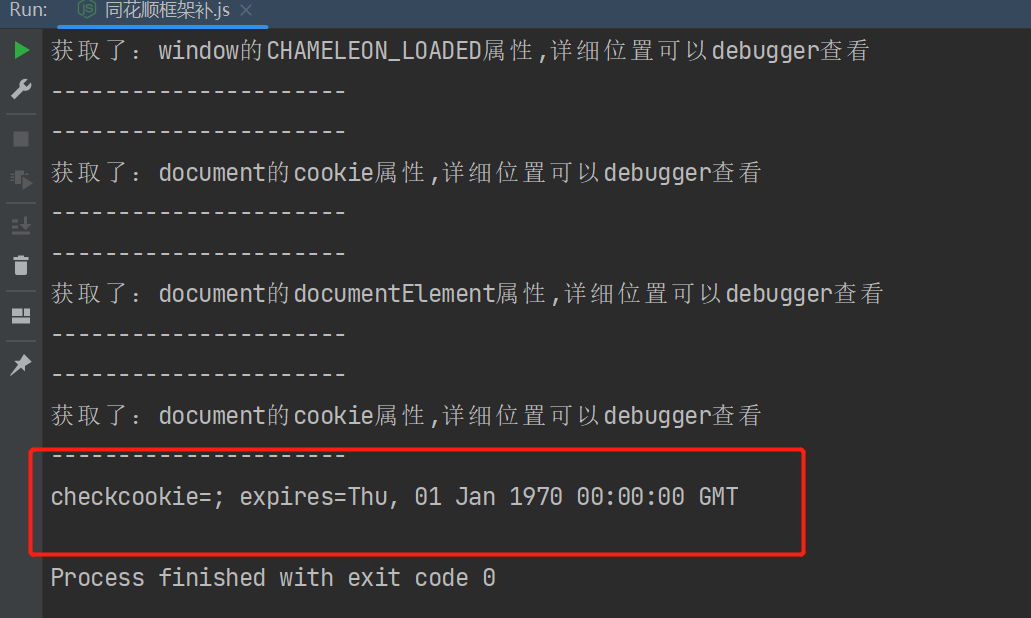 Run:
同花顺框架补.js
获取了: window的CHAMELEON_LOADED属性,详细位置可以debugger查看
----------------------
----------------------
获取了: document的cookie属性,详细位置可以debugger查看
----------------------
----------------------
获取了: document的documentElement属性,详细位置可以debugger查看
----------------------
----------------------
获取了: document的cookie属性,详细位置可以debugger查看
----------------------
checkcookie=; expires=Thu, 01 Jan 1970 00:00:00 GMT
Process finished with exit code 0